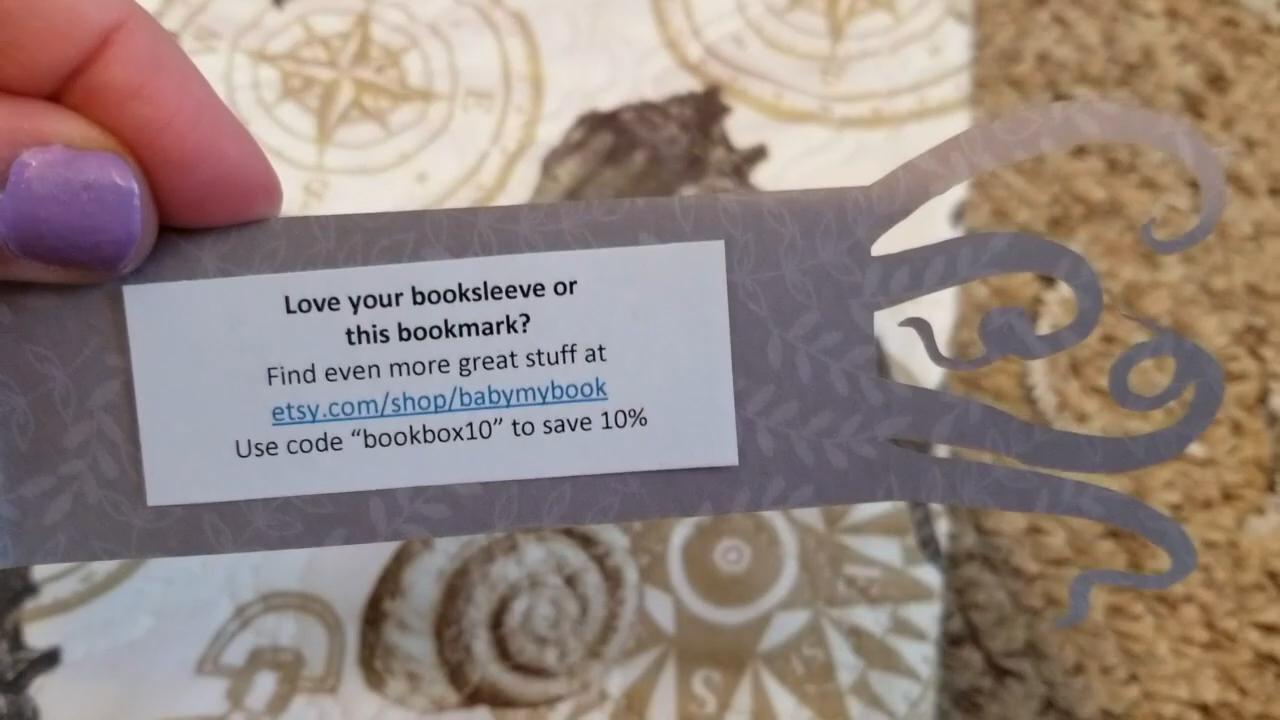 Love your booksleeve or
this bookmark?
Find even more great stuff at
etsy.com/shop/babymybook
Use code “bookbox10” to save 10%
E
S
S